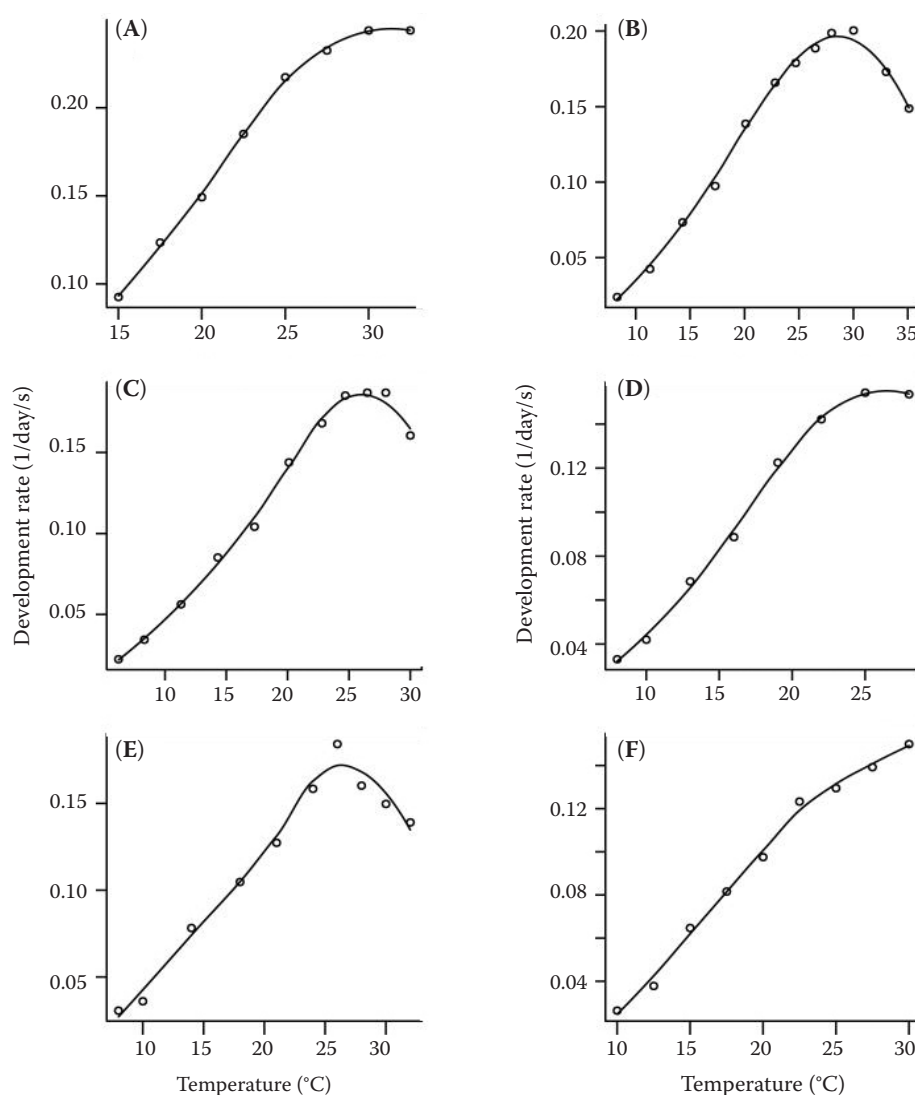 (A)
0.20
0.15
0.10
15 20 25 30
(B)
0.20
0.15
0.10
0.05
10 15 20 25 30 35
(C)
0.15
0.10
0.05
10 15 20 25 30
(D)
0.12
0.08
0.04
10 15 20 25
Development rate (1/day/s)
Development rate (1/day/s)
(E)
0.15
0.10
0.05
10 15 20 25 30
Temperature (°C)
(F)
0.12
0.08
0.04
10 15 20 25 30
Temperature (°C)